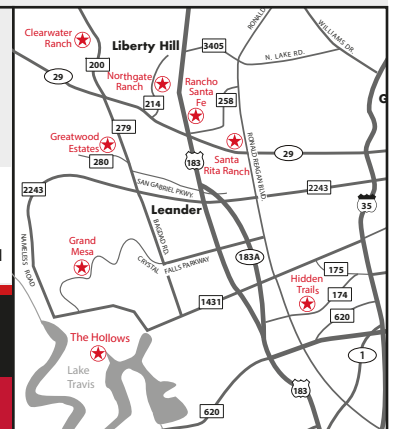 RONALD
WILLIAMS DR.
Clearwater
Ranch
Liberty Hill
3405
N. LAKE RD.
200
29
Northgate
Ranch
Rancho
Santa
Fe
214
258
G
279
Greatwood
Estates
280
183
Santa
Rita Ranch
RONALD REAGAN BLVD.
29
2243
SAN GABRIEL PKWY.
2243
35
Leander
NAMELESS ROAD
BAGDAD RD.
Grand
Mesa
CRYSTAL FALLS PARKWAY
183A
175
Hidden
Trails
174
1431
620
The Hollows
Lake
Travis
1
183
620